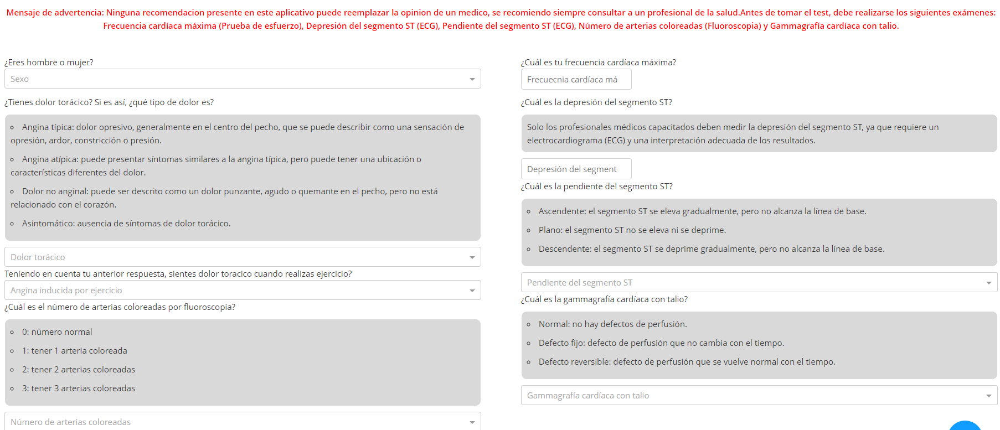 Mensaje de advertencia: Ninguna recomendacion presente en este aplicativo puede reemplazar la opinion de un medico, se recomiendo siempre consultar a un profesional de la salud.Antes de tomar el test, debe realizarse los siguientes exámenes:
Frecuencia cardíaca máxima (Prueba de esfuerzo), Depresión del segmento ST (ECG), Pendiente del segmento ST (ECG), Número de arterias coloreadas (Fluoroscopia) y Gammagrafía cardíaca con talio.
¿Eres hombre o mujer?
Sexo
¿Tienes dolor torácico? Si es así, ¿qué tipo de dolor es?
Angina típica: dolor opresivo, generalmente en el centro del pecho, que se puede describir como una sensación de
opresión, ardor, constricción o presión.
Angina atípica: puede presentar síntomas similares a la angina típica, pero puede tener una ubicación o
características diferentes del dolor.
Dolor no anginal: puede ser descrito como un dolor punzante, agudo o quemante en el pecho, pero no está
relacionado con el corazón.
Asintomático: ausencia de síntomas de dolor torácico.
Dolor torácico
Teniendo en cuenta tu anterior respuesta, sientes dolor toracico cuando realizas ejercicio?
Angina inducida por ejercicio
¿Cuál es el número de arterias coloreadas por fluoroscopia?
0: número normal
1: tener 1 arteria coloreada
2: tener 2 arterias coloreadas
3: tener 3 arterias coloreadas
Número de arterias coloreadas
¿Cuál es tu frecuencia cardíaca máxima?
Frecuecnia cardíaca má
¿Cuál es la depresión del segmento ST?
Solo los profesionales médicos capacitados deben medir la depresión del segmento ST, ya que requiere un
electrocardiograma (ECG) y una interpretación adecuada de los resultados.
Depresión del segment
¿Cuál es la pendiente del segmento ST?
Ascendente: el segmento ST se eleva gradualmente, pero no alcanza la línea de base.
Plano: el segmento ST no se eleva ni se deprime.
Descendente: el segmento ST se deprime gradualmente, pero no alcanza la línea de base.
Pendiente del segmento ST
¿Cuál es la gammagrafía cardíaca con talio?
Normal: no hay defectos de perfusión.
Defecto fijo: defecto de perfusión que no cambia con el tiempo.
Defecto reversible: defecto de perfusión que se vuelve normal con el tiempo.
Gammagrafía cardíaca con talio